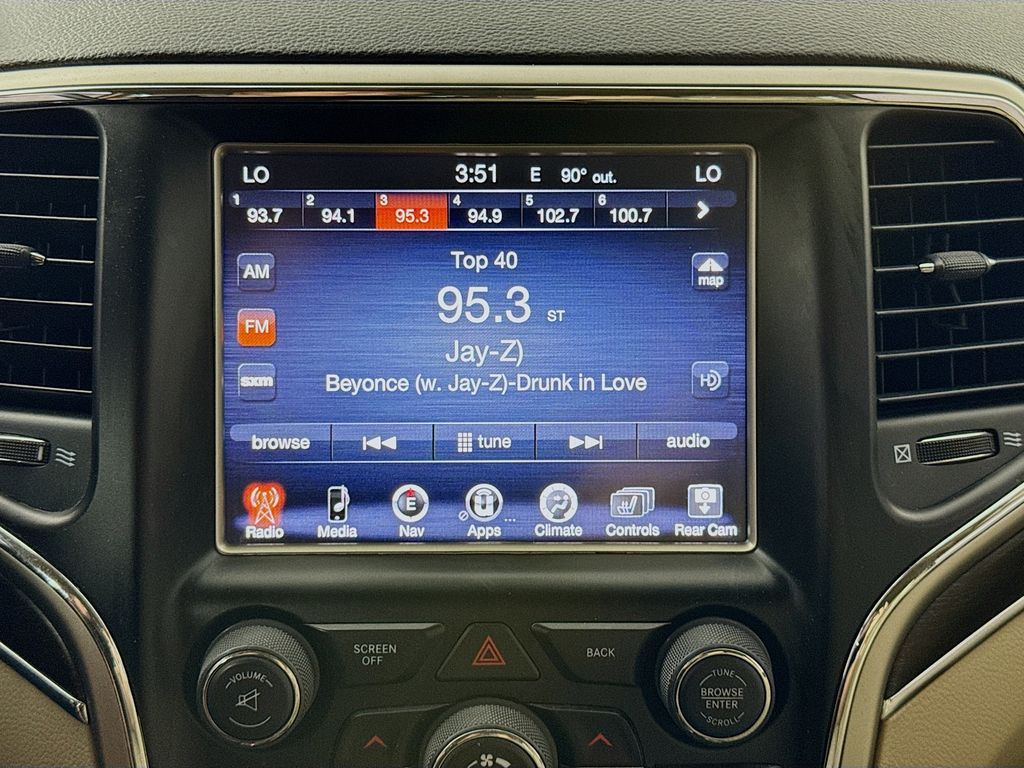 LO 3:51 E 90° out. LO
1 93.7 2 94.1 3 95.3 4 94.9 5 102.7 6 100.7
Top 40
AM
map
95.3 ST
FM
Jay-Z)
Beyonce (w. Jay-Z)-Drunk in Love
sxm
HD
browse tune audio
E
Radio Media Nav Apps ... Climate Controls Rear Cam
SCREEN
OFF
BACK
VOLUME
TUNE
BROWSE
ENTER
SCROLL